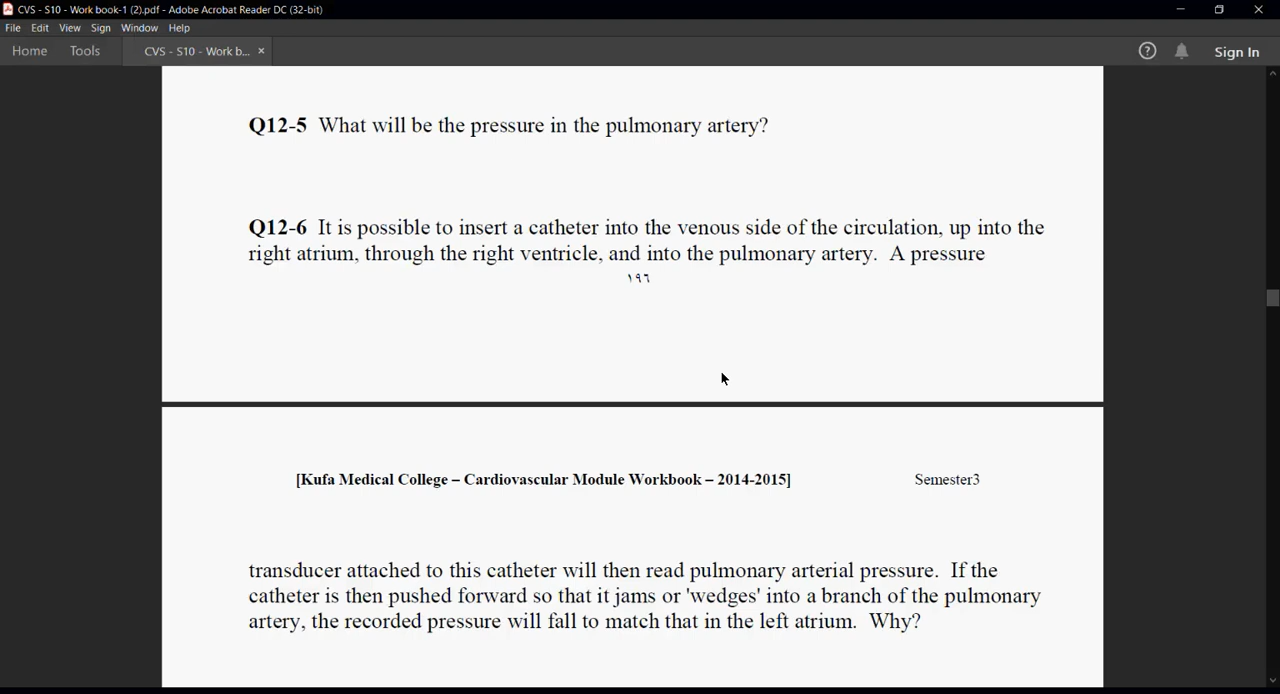 CVS - S10 - Work book-1 (2).pdf - Adobe Acrobat Reader DC (32-bit)
File Edit View Sign Window Help
Home Tools CVS - S10 - Work b... × ? Sign In
Q12-5 What will be the pressure in the pulmonary artery?
Q12-6 It is possible to insert a catheter into the venous side of the circulation, up into the
right atrium, through the right ventricle, and into the pulmonary artery. A pressure
١٩٦
[Kufa Medical College – Cardiovascular Module Workbook – 2014-2015] Semester3
transducer attached to this catheter will then read pulmonary arterial pressure. If the
catheter is then pushed forward so that it jams or 'wedges' into a branch of the pulmonary
artery, the recorded pressure will fall to match that in the left atrium. Why?